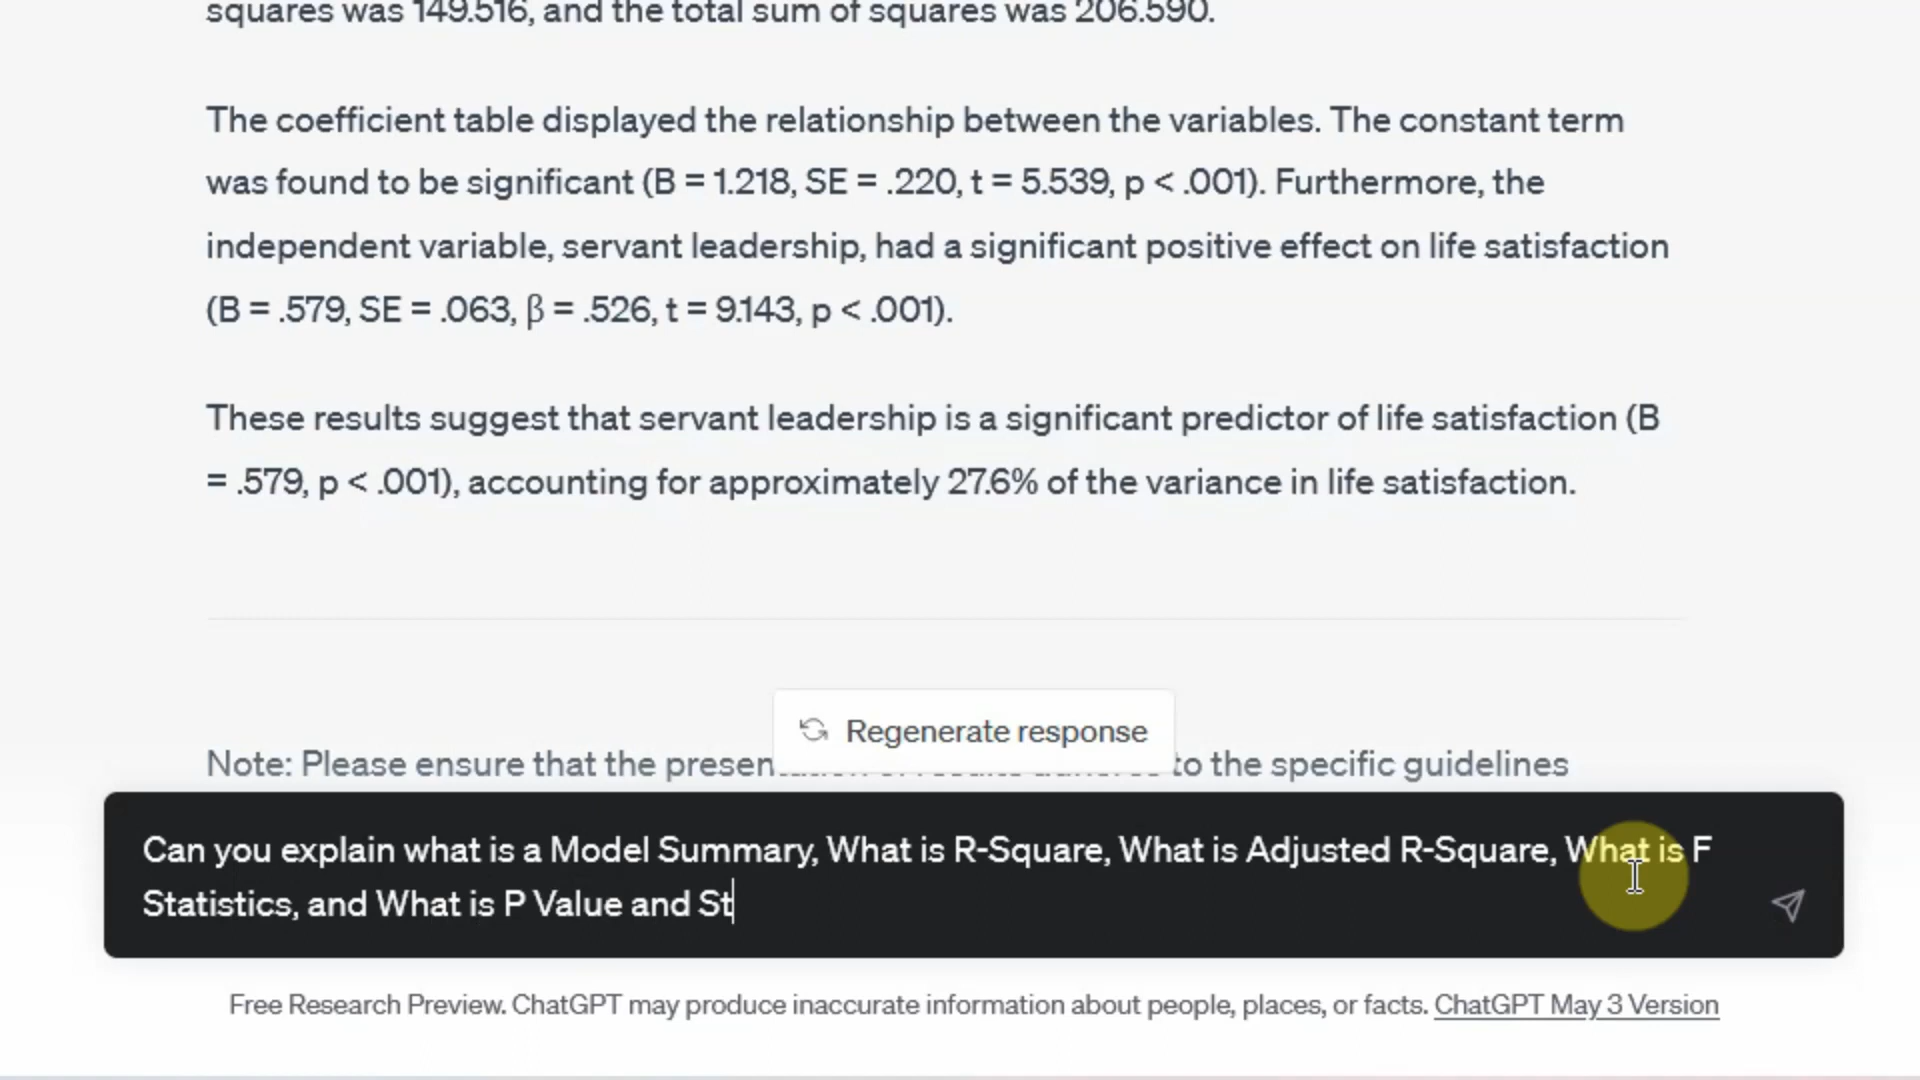 squares was 149.516, and the total sum of squares was 206.590.
The coefficient table displayed the relationship between the variables. The constant term
was found to be significant (B = 1.218, SE = .220, t = 5.539, p < .001). Furthermore, the
independent variable, servant leadership, had a significant positive effect on life satisfaction
(B = .579, SE = .063, β = .526, t = 9.143, p < .001).
These results suggest that servant leadership is a significant predictor of life satisfaction (B
= .579, p < .001), accounting for approximately 27.6% of the variance in life satisfaction.
Regenerate response
Note: Please ensure that the to the specific guidelines
Can you explain what is a Model Summary, What is R-Square, What is Adjusted R-Square, What is F
Statistics, and What is P Value and St
Free Research Preview. ChatGPT may produce inaccurate information about people, places, or facts. ChatGPT May 3 Version